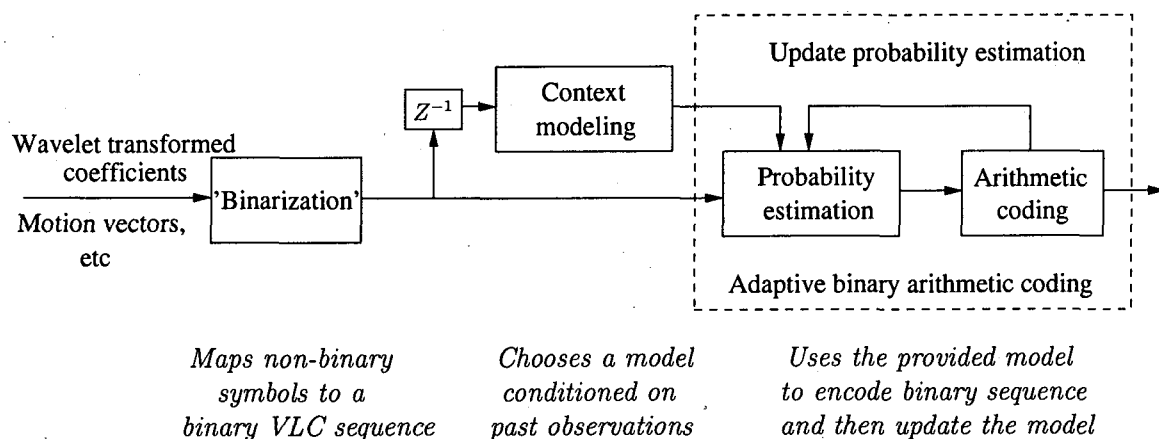 Update probability estimation
Context
modeling
Z⁻¹
Wavelet transformed
coefficients
Motion vectors,
etc
'Binarization'
Probability
estimation
Arithmetic
coding
Adaptive binary arithmetic coding
Maps non-binary
symbols to a
binary VLC sequence
Chooses a model
conditioned on
past observations
Uses the provided model
to encode binary sequence
and then update the model